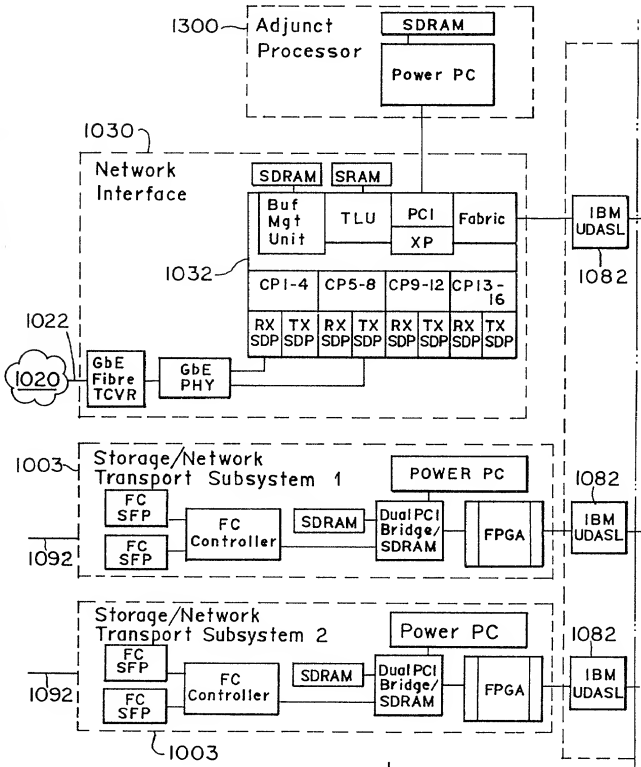 1300
Adjunct
Processor
SDRAM
Power PC
1030
Network
Interface
SDRAM
SRAM
Buf
Mgt
Unit
TLU
PCI
XP
Fabric
IBM
UDASL
1082
1032
CP1-4
CP5-8
CP9-12
CP13-
16
RX
SDP
TX
SDP
RX
SDP
TX
SDP
RX
SDP
TX
SDP
RX
SDP
TX
SDP
1022
1020
GbE
Fibre
TCVR
GbE
PHY
1003
Storage/Network
Transport Subsystem 1
POWER PC
1082
FC
SFP
FC
SFP
1092
FC
Controller
SDRAM
Dual PCI
Bridge/
SDRAM
FPGA
IBM
UDASL
Storage/Network
Transport Subsystem 2
Power PC
1082
FC
SFP
FC
SFP
1092
FC
Controller
SDRAM
Dual PCI
Bridge/
SDRAM
FPGA
IBM
UDASL
1003